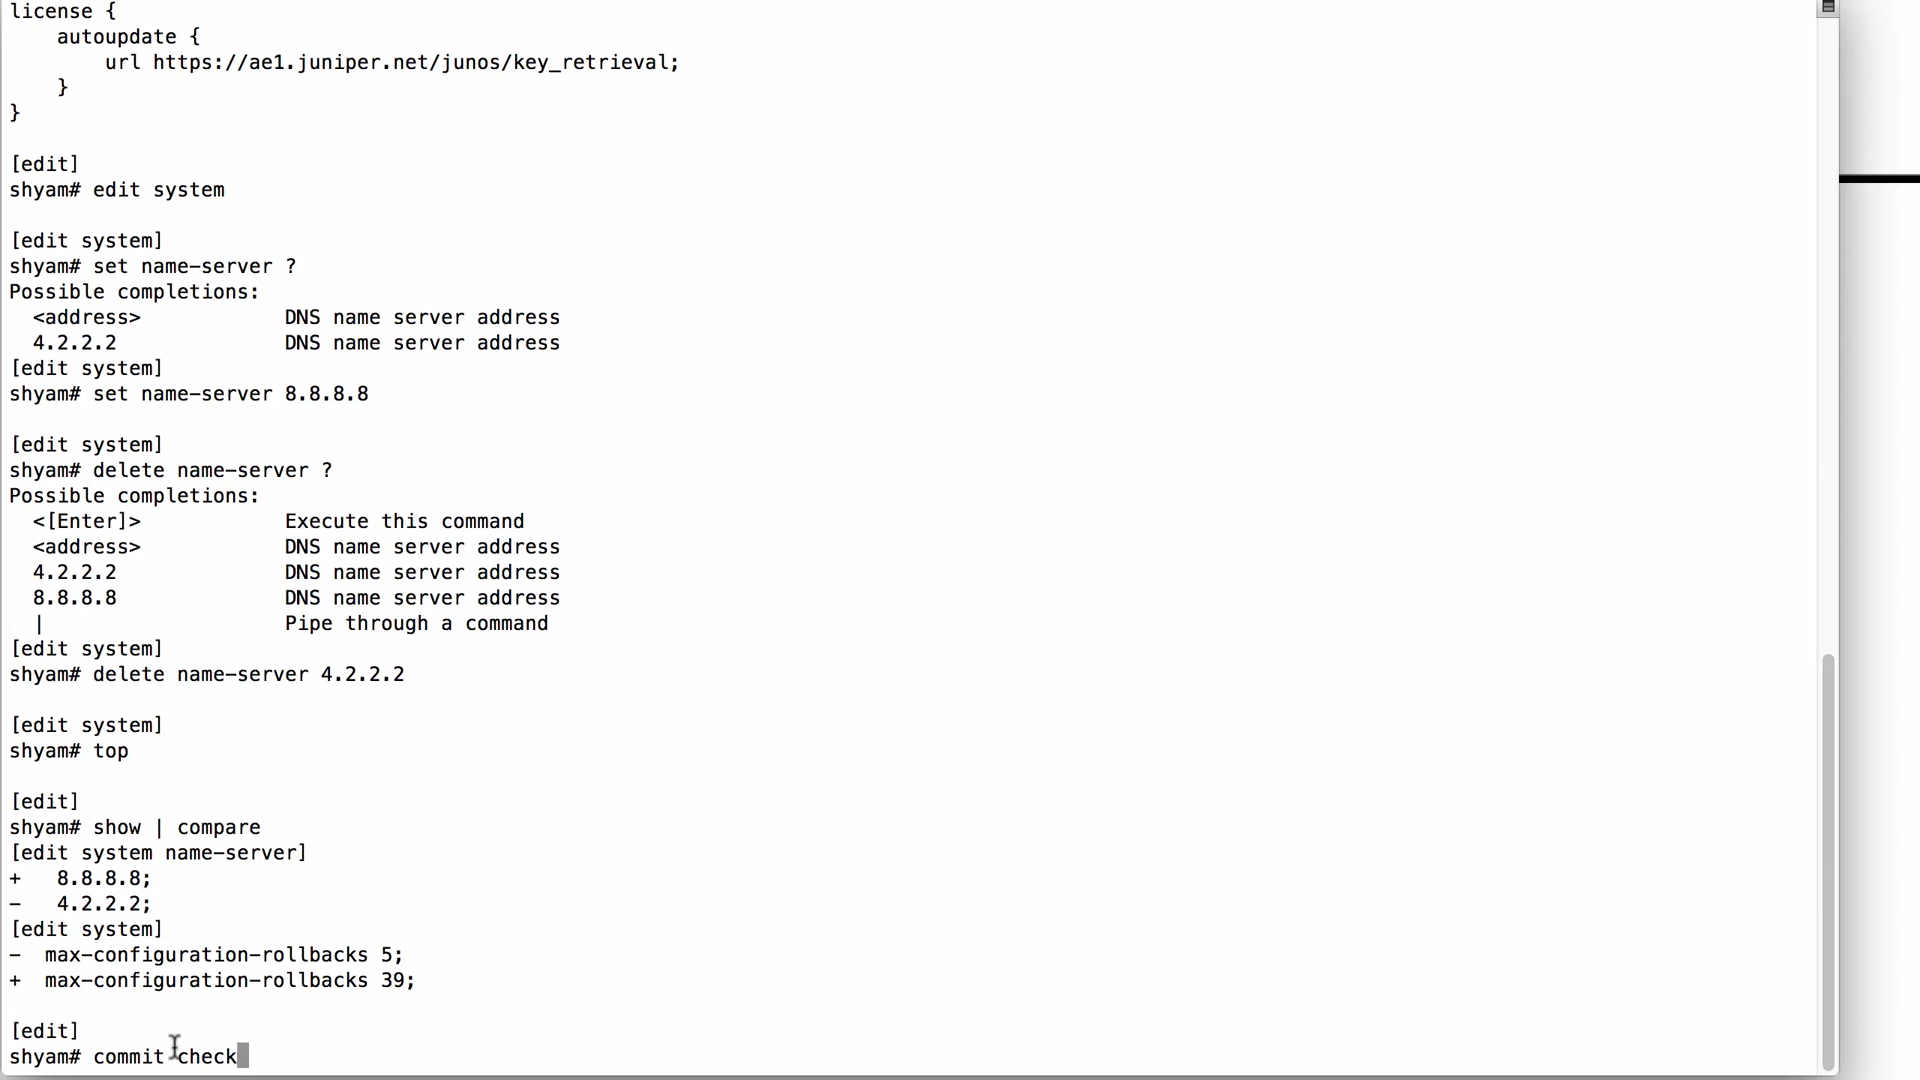 license {
    autoupdate {
        url https://ae1.juniper.net/junos/key_retrieval;
    }
}
[edit]
shyam# edit system
[edit system]
shyam# set name-server ?
Possible completions:
  <address>            DNS name server address
  4.2.2.2              DNS name server address
[edit system]
shyam# set name-server 8.8.8.8
[edit system]
shyam# delete name-server ?
Possible completions:
  <[Enter]>            Execute this command
  <address>            DNS name server address
  4.2.2.2              DNS name server address
  8.8.8.8              DNS name server address
  |                    Pipe through a command
[edit system]
shyam# delete name-server 4.2.2.2
[edit system]
shyam# top
[edit]
shyam# show | compare
[edit system name-server]
+   8.8.8.8;
-   4.2.2.2;
[edit system]
-  max-configuration-rollbacks 5;
+  max-configuration-rollbacks 39;
[edit]
shyam# commit check